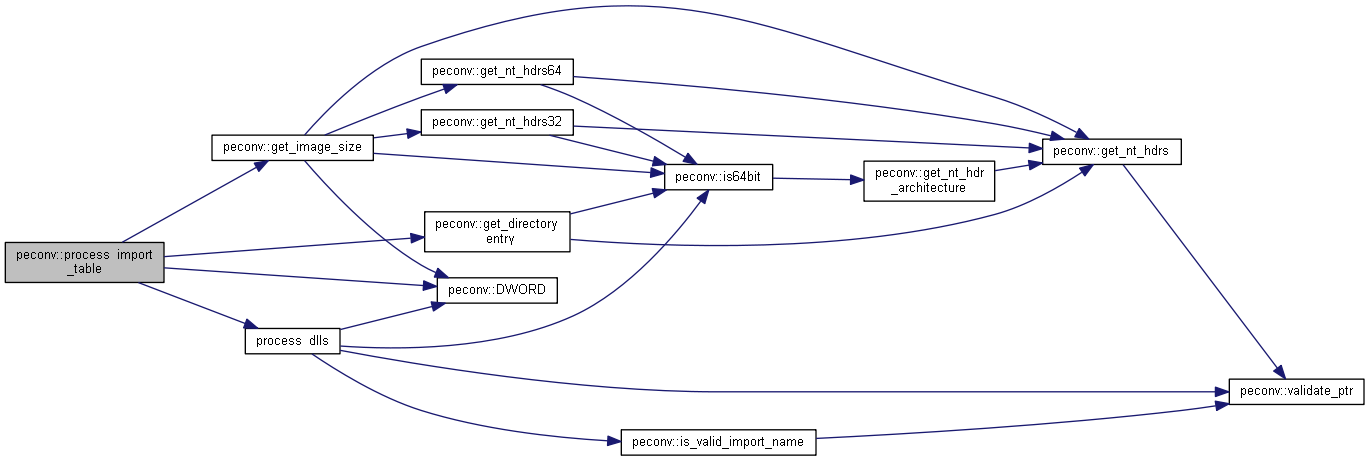 peconv::get_nt_hdrs64
peconv::get_nt_hdrs32
peconv::get_image_size
peconv::get_nt_hdrs
peconv::is64bit
peconv::get_nt_hdr
_architecture
peconv::get_directory
_entry
peconv::process_import
_table
peconv::DWORD
process_dlls
peconv::validate_ptr
peconv::is_valid_import_name